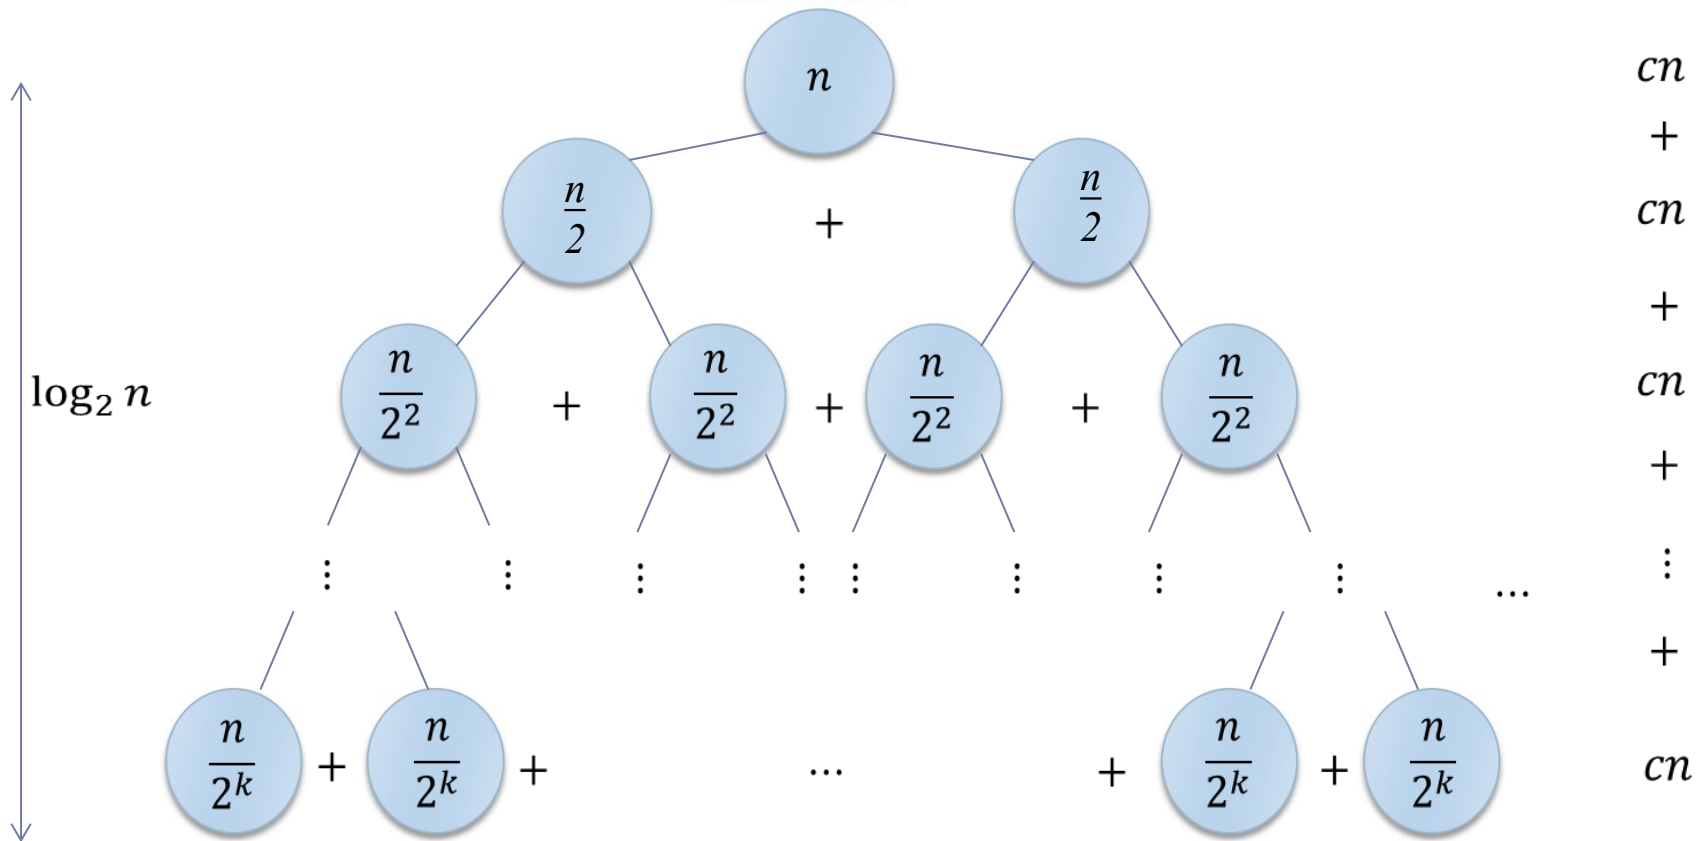 n cn
+
n/2 + n/2 cn
+
log₂ n n/2² + n/2² + n/2² + n/2² cn
+
⋮ ⋮ ⋮ ⋮ ⋮ ⋮ ⋮ ⋮ ... ⋮
+
n/2ᵏ + n/2ᵏ + ... + n/2ᵏ + n/2ᵏ cn